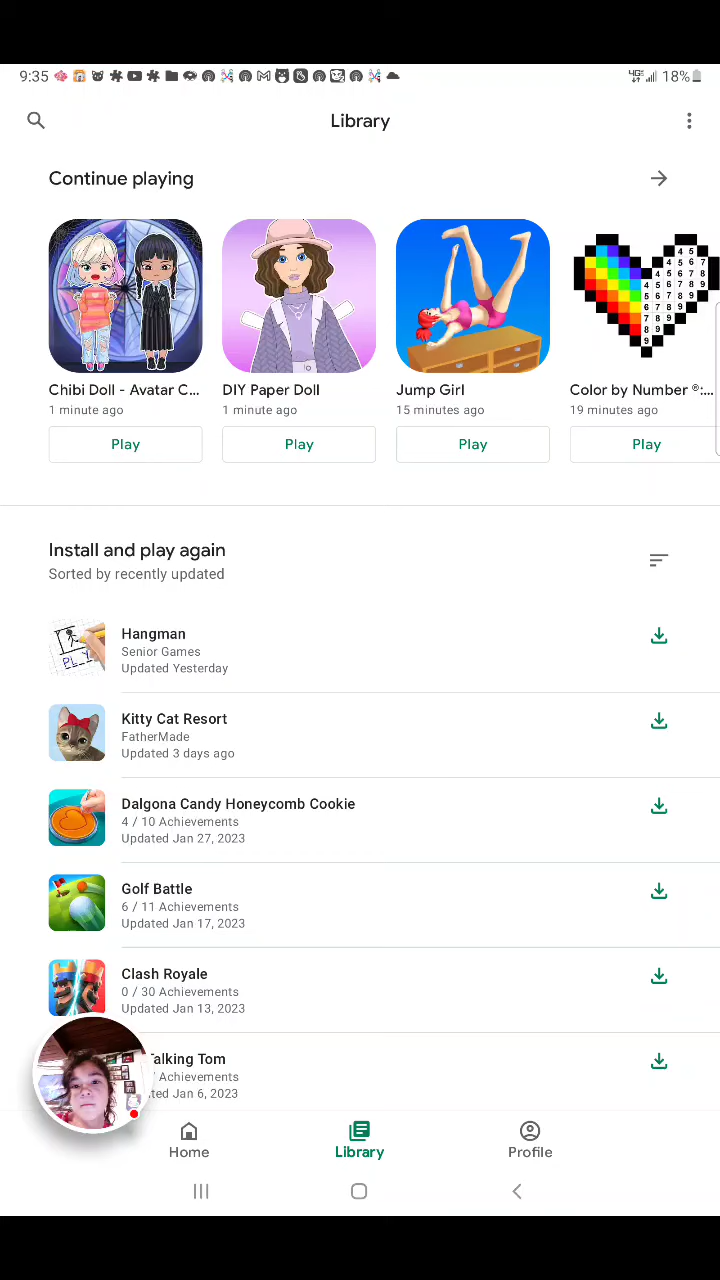 9:35
18%
Library
Continue playing
Chibi Doll - Avatar C...
1 minute ago
Play
DIY Paper Doll
1 minute ago
Play
Jump Girl
15 minutes ago
Play
Color by Number ®:...
19 minutes ago
Play
Install and play again
Sorted by recently updated
Hangman
Senior Games
Updated Yesterday
Kitty Cat Resort
FatherMade
Updated 3 days ago
Dalgona Candy Honeycomb Cookie
4 / 10 Achievements
Updated Jan 27, 2023
Golf Battle
6 / 11 Achievements
Updated Jan 17, 2023
Clash Royale
0 / 30 Achievements
Updated Jan 13, 2023
Talking Tom
Achievements
Jan 6, 2023
Home
Library
Profile